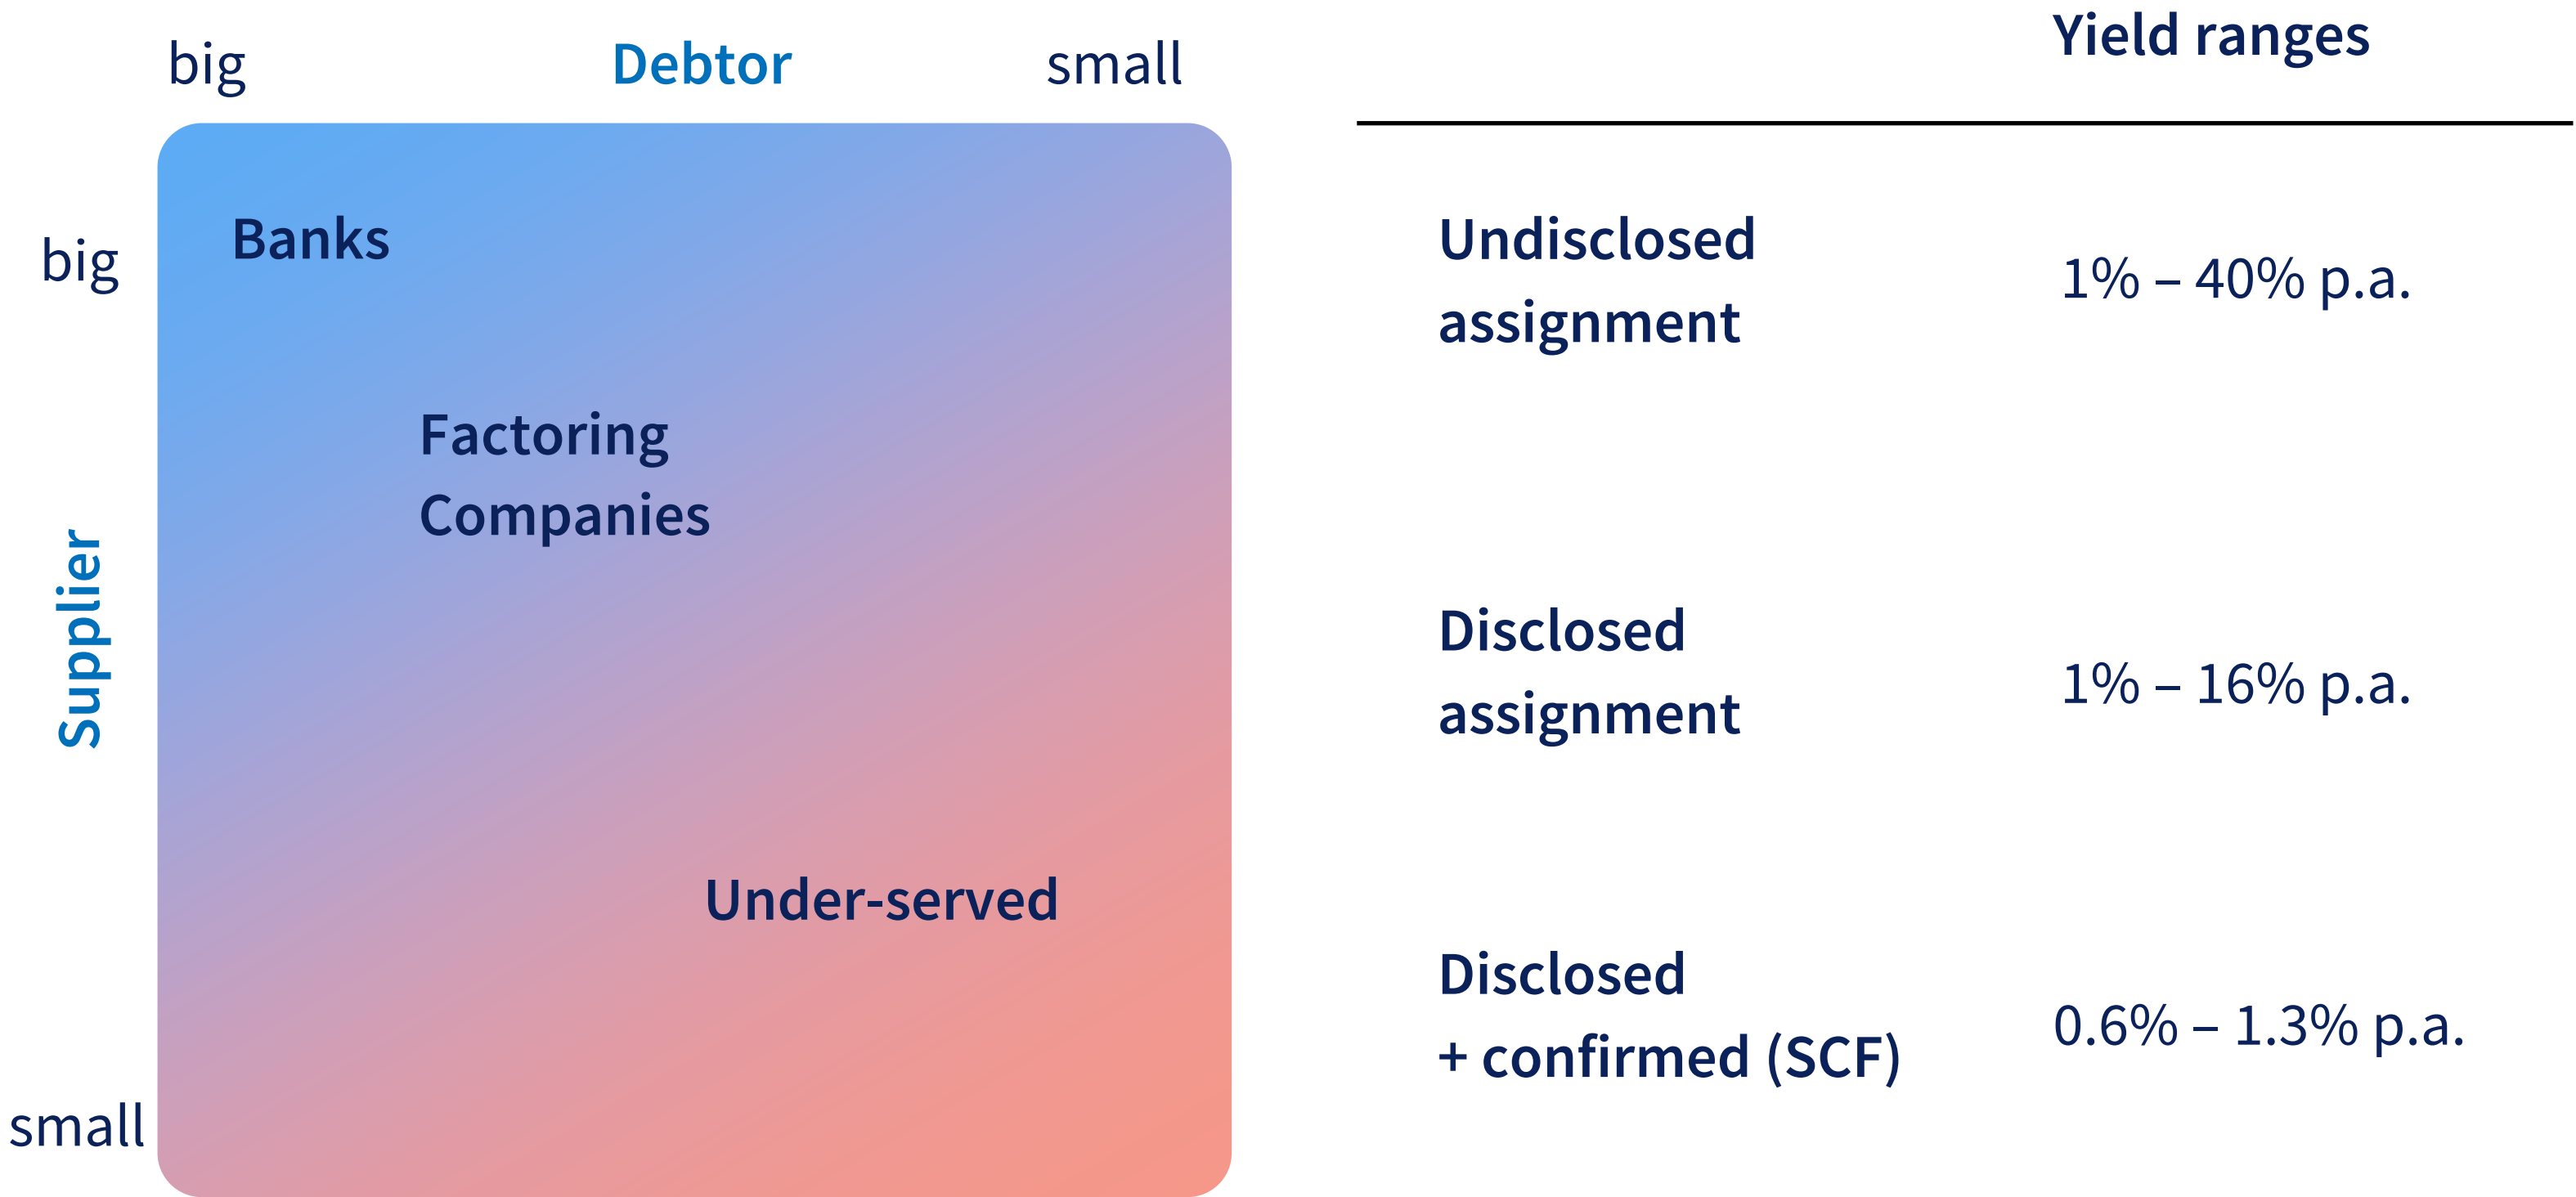 big Debtor small
big
Supplier
small
Banks
Factoring
Companies
Under-served
Yield ranges
Undisclosed
assignment
1% – 40% p.a.
Disclosed
assignment
1% – 16% p.a.
Disclosed
+ confirmed (SCF)
0.6% – 1.3% p.a.